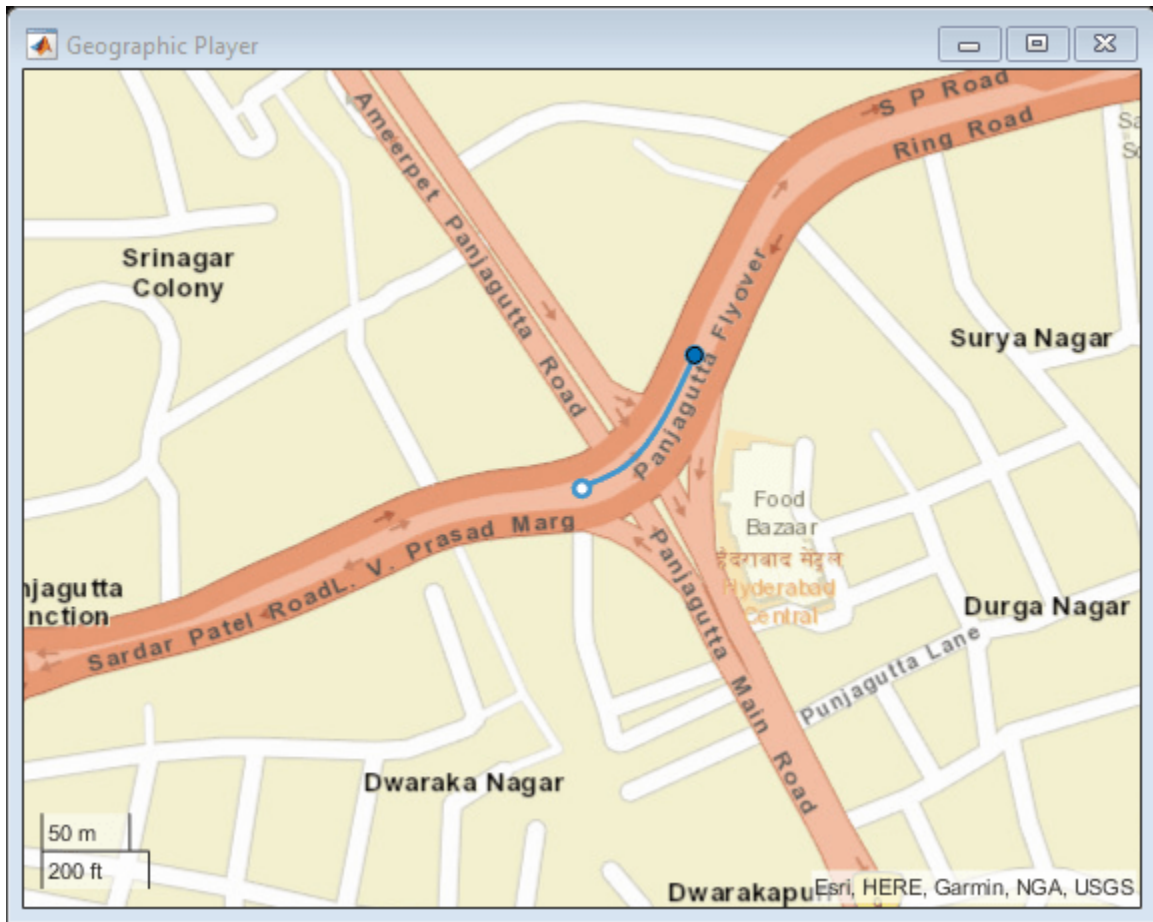 Geographic Player
S P Road
Ring Road
Ameerpet Panjagutta Road
Srinagar
Colony
Panjagutta Flyover
Surya Nagar
Food
Bazaar
हैदराबाद सेंट्रल
Hyderabad
Central
L. V. Prasad Marg
njagutta
nction
Sardar Patel Road
Durga Nagar
Punjagutta Lane
Panjagutta Main Road
Dwaraka Nagar
50 m
200 ft
Esri, HERE, Garmin, NGA, USGS